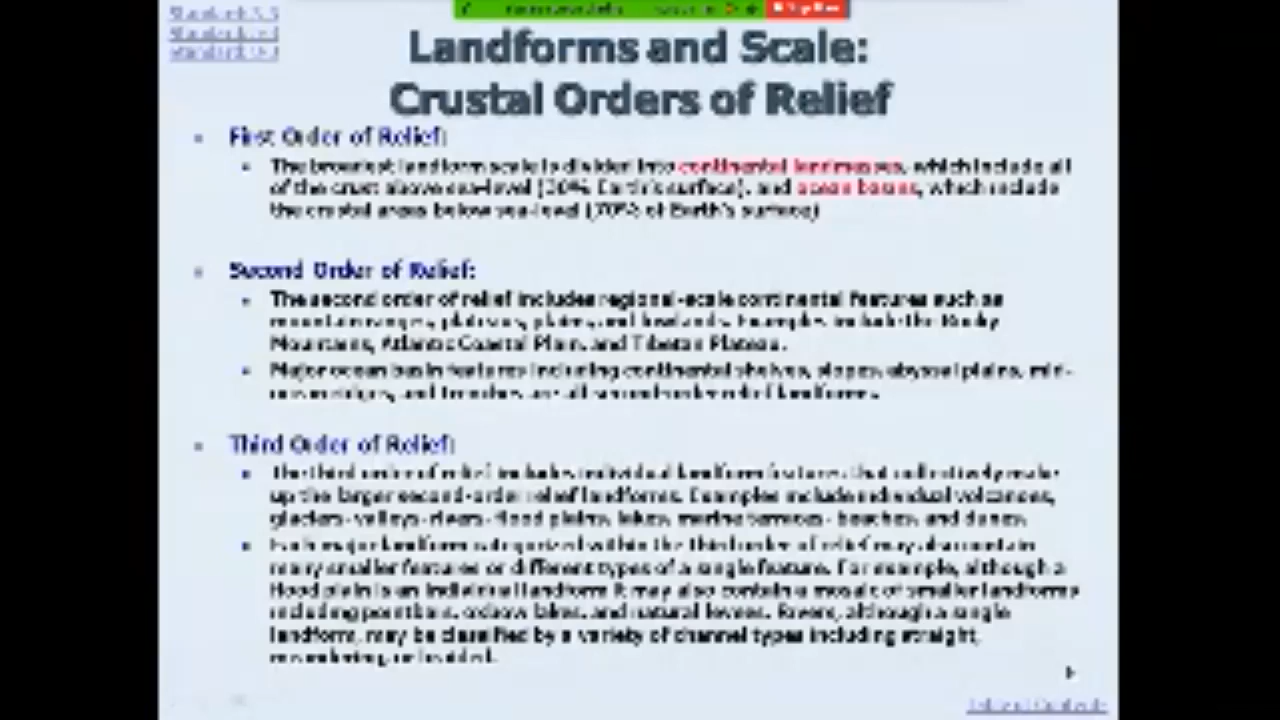 Landforms and Scale:
Crustal Orders of Relief
First Order of Relief:
The broadest landform scale is divided into continental landmasses, which include all
of the crust above sea-level (30% Earth's surface), and ocean basins, which include
the crustal areas below sea-level (70% of Earth's surface)
Second Order of Relief:
The second order of relief includes regional-scale continental features such as
mountain ranges, plateaus, plains, and lowlands. Examples include the Rocky
Mountains, Atlantic Coastal Plain, and Tibetan Plateau.
Major ocean basin features including continental shelves, slopes, abyssal plains, mid-
ocean ridges, and trenches are all second-order relief landforms.
Third Order of Relief:
The third order of relief includes individual landform features that collectively make
up the larger second-order relief landforms. Examples include individual volcanoes,
glaciers, valleys, rivers, flood plains, lakes, marine terraces, beaches, and dunes.
Each major landform categorized within the third order of relief may also contain
many smaller features or different types of a single feature. For example, although a
flood plain is an individual landform it may also contain a mosaic of smaller landforms
including pointbars, oxbow lakes, and natural levees. Rivers, although a single
landform, may be classified by a variety of channel types including straight,
meandering, or braided.
Table of Contents